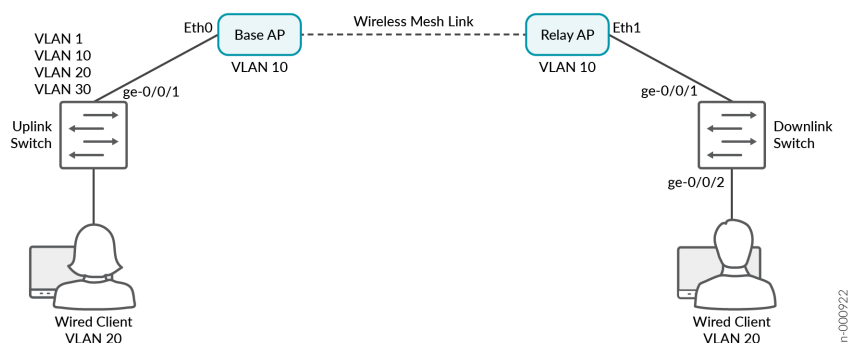 VLAN 1
VLAN 10
VLAN 20
VLAN 30
Eth0
Base AP
VLAN 10
Wireless Mesh Link
Relay AP
VLAN 10
Eth1
ge-0/0/1
Uplink
Switch
ge-0/0/1
Downlink
Switch
ge-0/0/2
Wired Client
VLAN 20
Wired Client
VLAN 20
n-000922